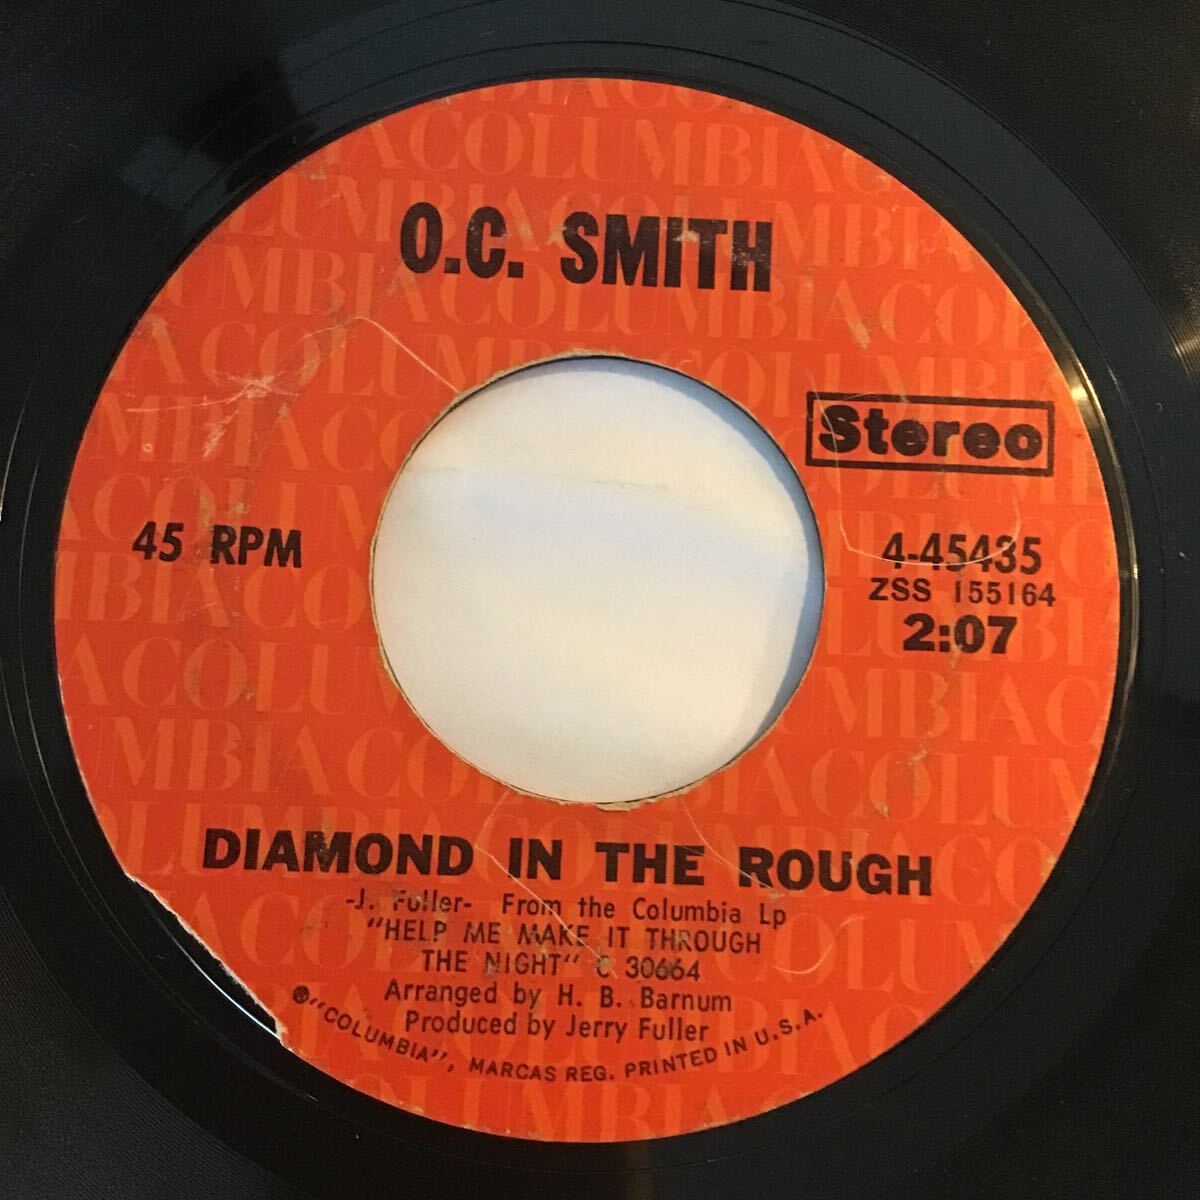 O.C. SMITH
Stereo
45 RPM
4-45435
ZSS 155164
2:07
DIAMOND IN THE ROUGH
-J. Fuller- From the Columbia Lp
"HELP ME MAKE IT THROUGH
THE NIGHT" C 30664
Arranged by H. B. Barnum
Produced by Jerry Fuller
®"COLUMBIA", MARCAS REG. PRINTED IN U.S.A.